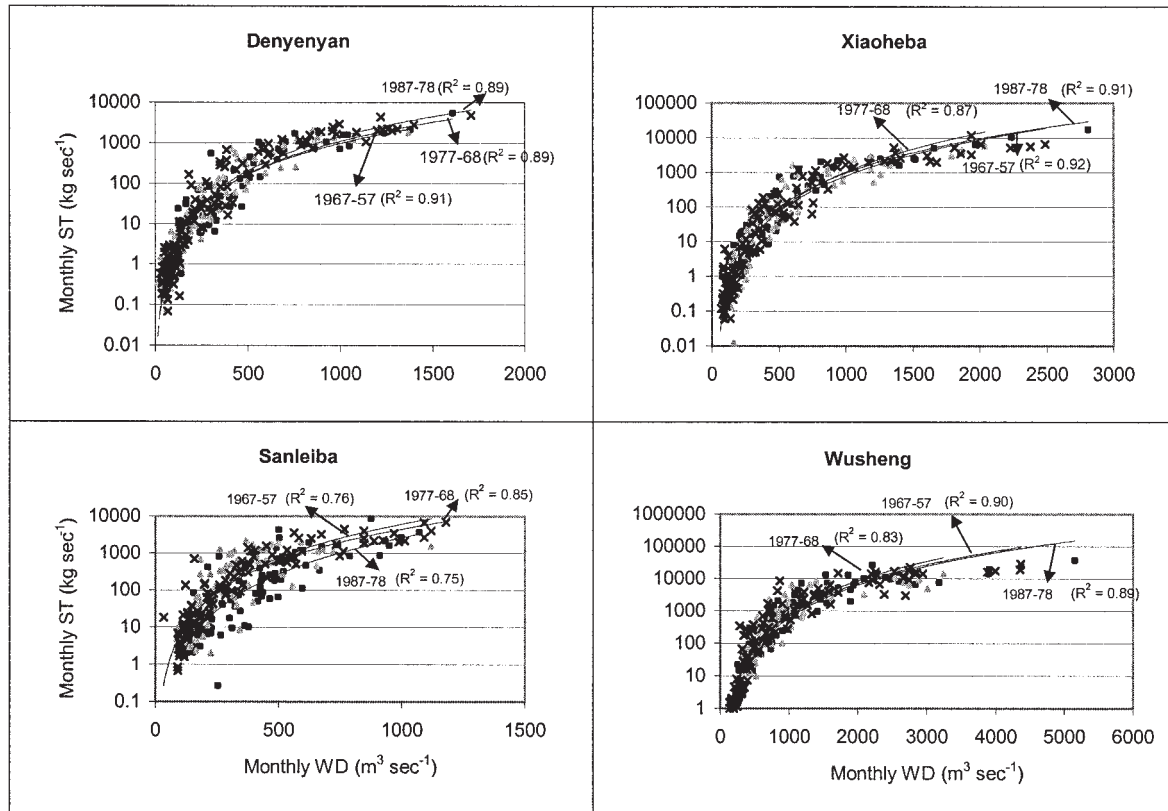 Denyenyan
1987-78 (R² = 0.89)
1977-68 (R² = 0.89)
1967-57 (R² = 0.91)
Monthly ST (kg sec⁻¹)
10000
1000
100
10
1
0.1
0.01
0 500 1000 1500 2000
Xiaoheba
1987-78 (R² = 0.91)
1977-68 (R² = 0.87)
1967-57 (R² = 0.92)
100000
10000
1000
100
10
1
0.1
0.01
0 500 1000 1500 2000 2500 3000
Sanleiba
1967-57 (R² = 0.76)
1977-68 (R² = 0.85)
1987-78 (R² = 0.75)
Monthly ST (kg sec⁻¹)
10000
1000
100
10
1
0.1
0 500 1000 1500
Monthly WD (m³ sec⁻¹)
Wusheng
1967-57 (R² = 0.90)
1977-68 (R² = 0.83)
1987-78 (R² = 0.89)
1000000
100000
10000
1000
100
10
1
0 1000 2000 3000 4000 5000 6000
Monthly WD (m³ sec⁻¹)